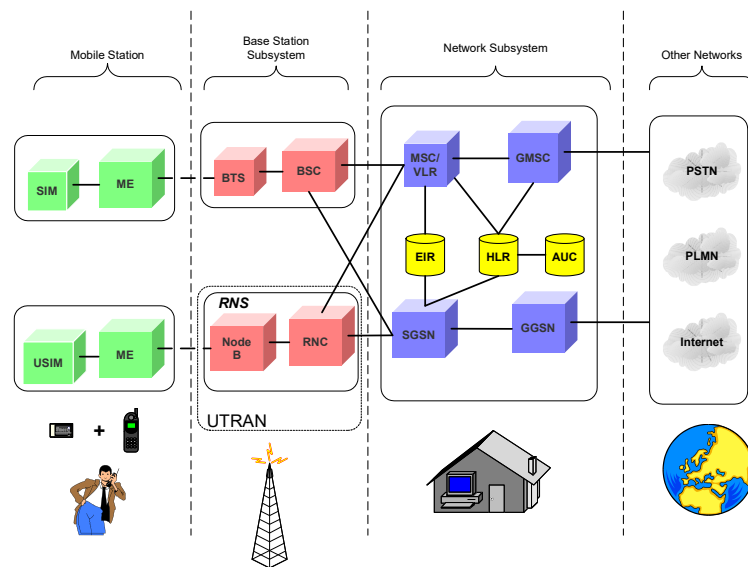 Mobile Station
Base Station
Subsystem
Network Subsystem
Other Networks
SIM
ME
BTS
BSC
MSC/
VLR
GMSC
PSTN
EIR
HLR
AUC
PLMN
RNS
USIM
ME
Node
B
RNC
SGSN
GGSN
Internet
UTRAN
+